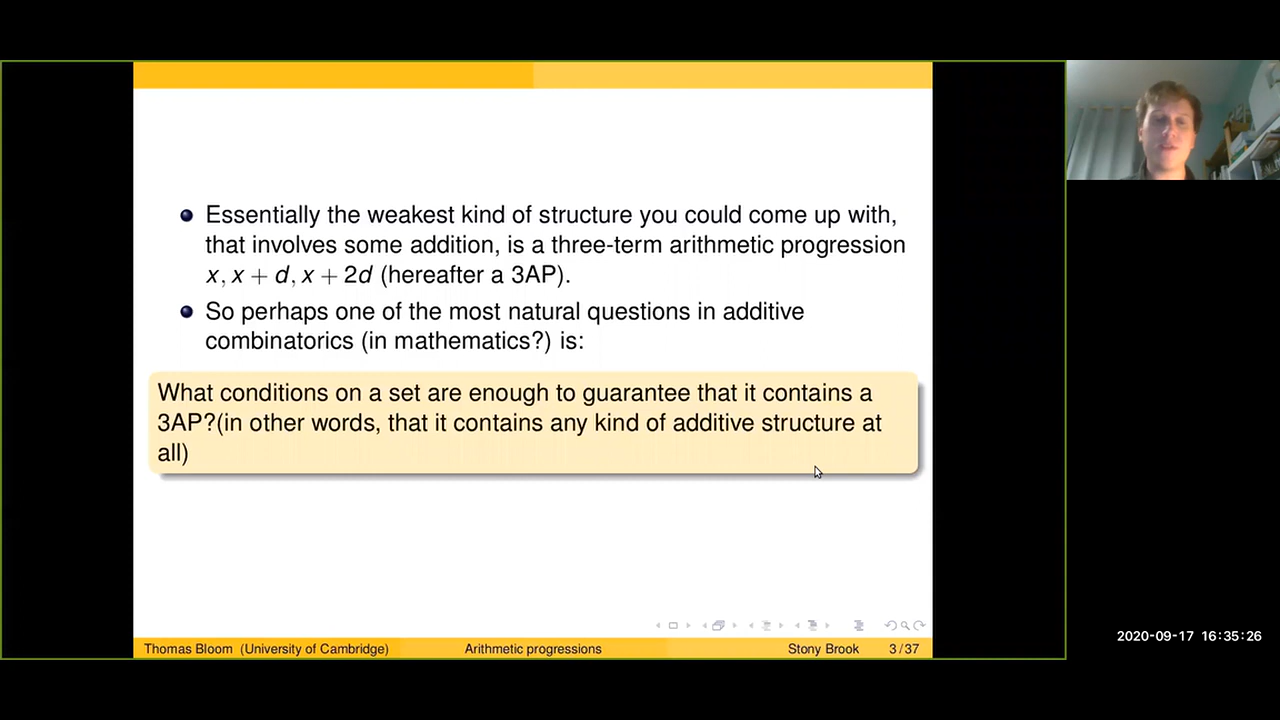 Essentially the weakest kind of structure you could come up with,
that involves some addition, is a three-term arithmetic progression
x, x + d, x + 2d (hereafter a 3AP).
So perhaps one of the most natural questions in additive
combinatorics (in mathematics?) is:
What conditions on a set are enough to guarantee that it contains a
3AP?(in other words, that it contains any kind of additive structure at
all)
Thomas Bloom (University of Cambridge) Arithmetic progressions Stony Brook 3 / 37
2020-09-17 16:35:26